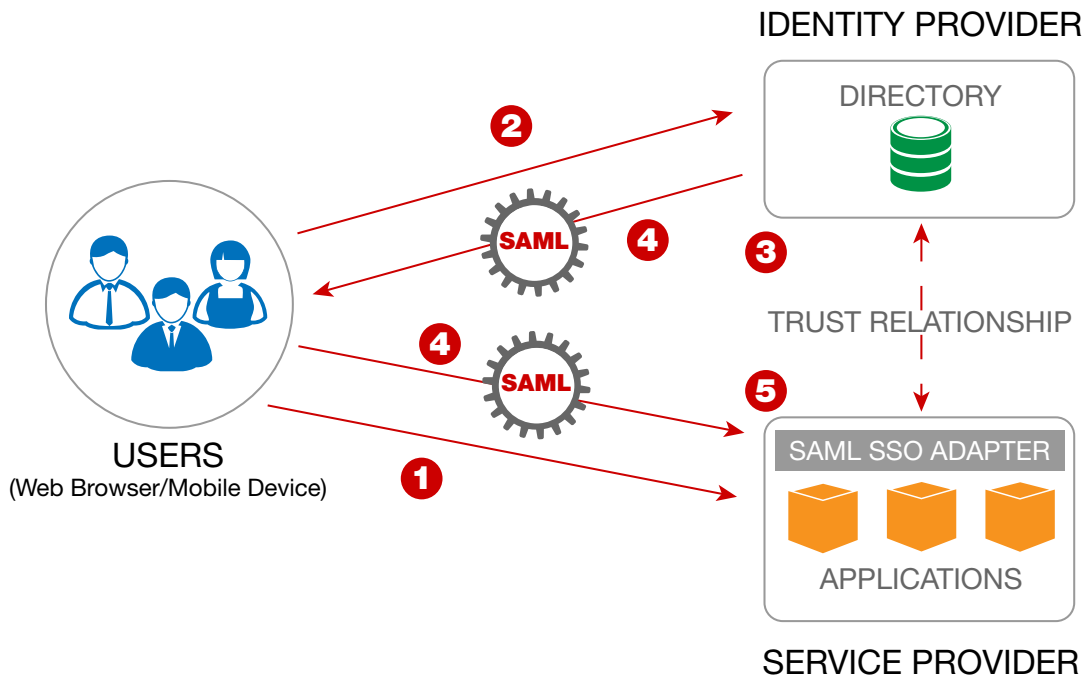 IDENTITY PROVIDER
DIRECTORY
2
SAML
4
3
TRUST RELATIONSHIP
4
SAML
5
USERS
(Web Browser/Mobile Device)
1
SAML SSO ADAPTER
APPLICATIONS
SERVICE PROVIDER